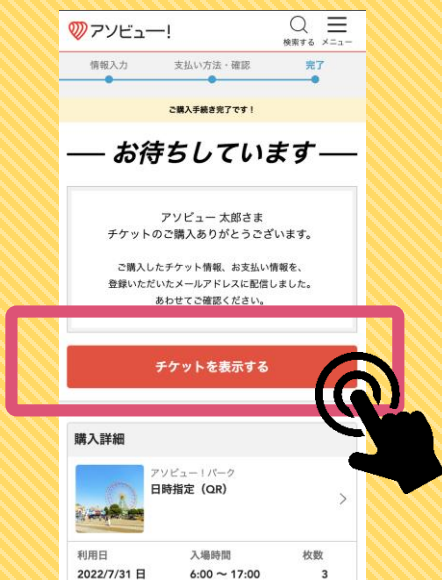 アソビュー!
検索する メニュー
情報入力 支払い方法・確認 完了
ご購入手続き完了です!
お待ちしています
アソビュー 太郎さま
チケットのご購入ありがとうございます。
ご購入したチケット情報、お支払い情報を、
登録いただいたメールアドレスに配信しました。
あわせてご確認ください。
チケットを表示する
購入詳細
アソビュー!パーク
日時指定(QR)
利用日 入場時間 枚数
2022/7/31 日 6:00 〜 17:00 3